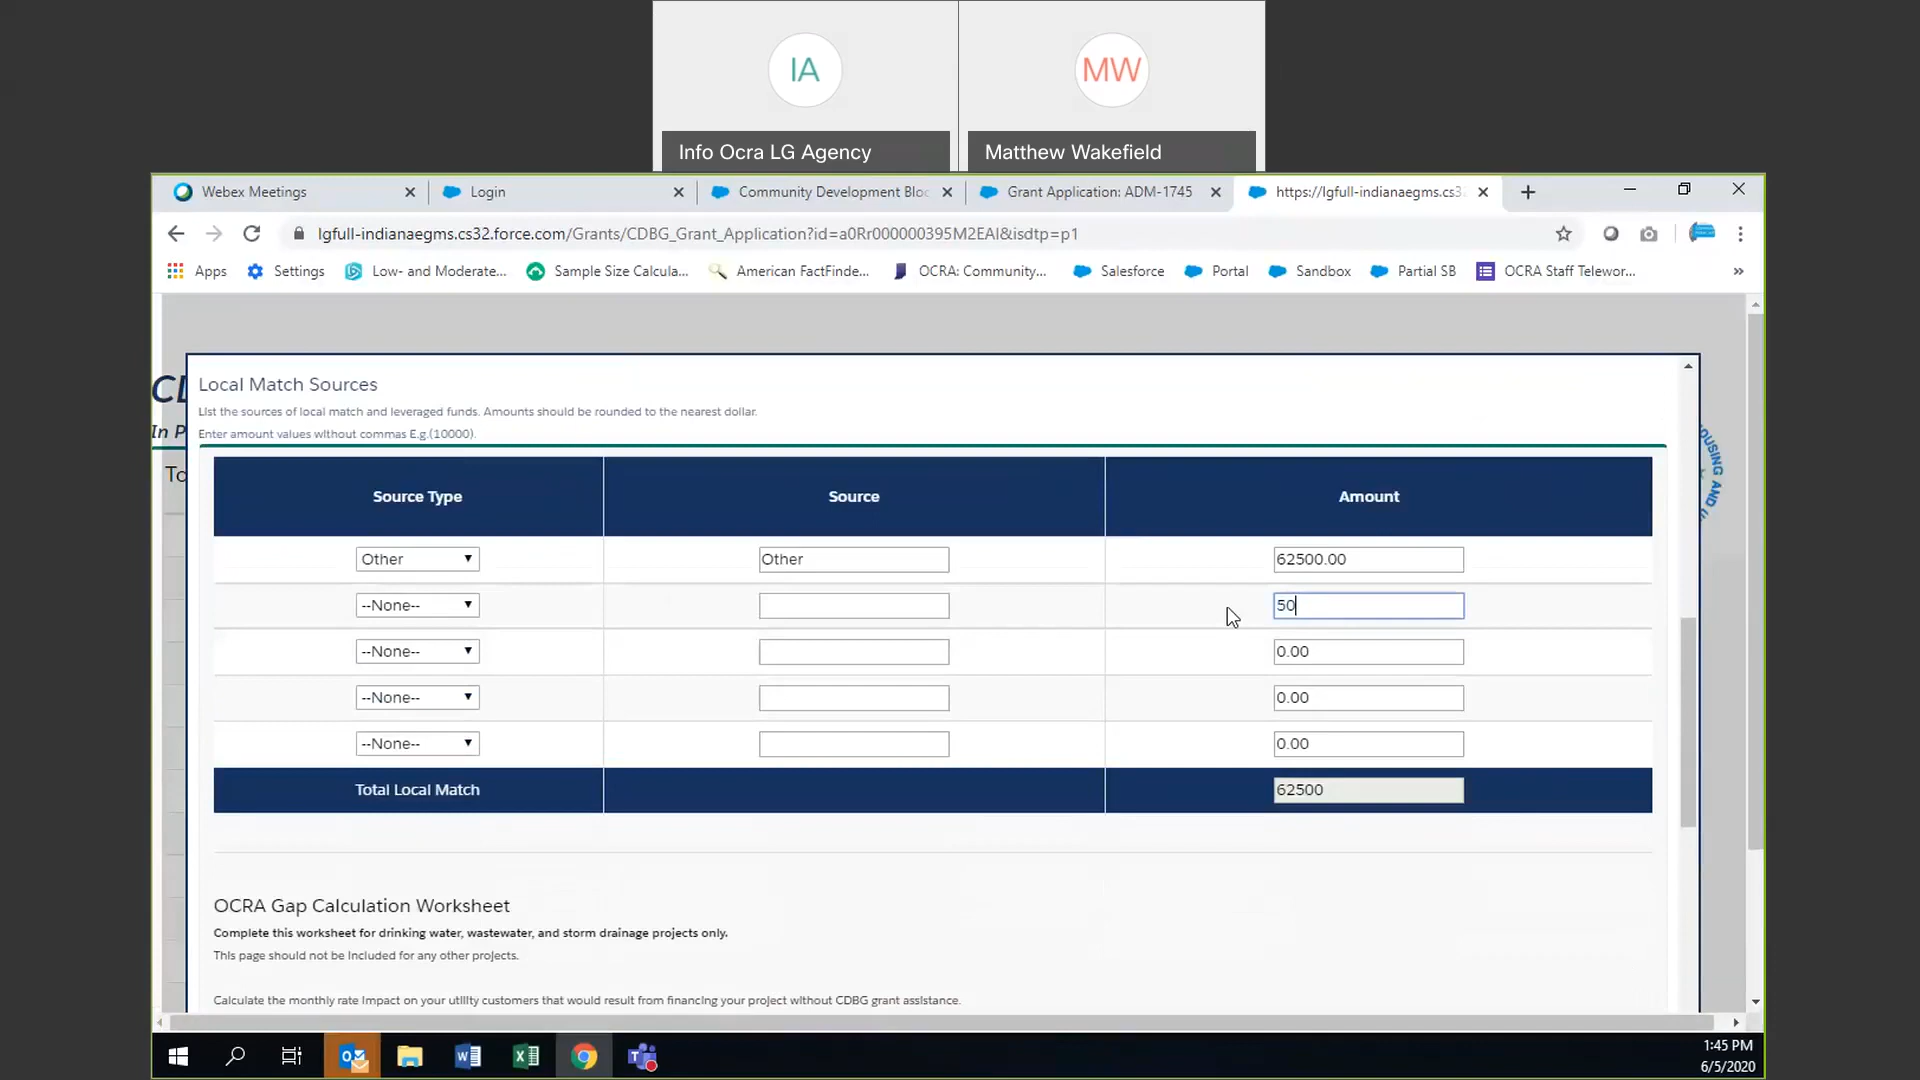 IA
MW
Info Ocra LG Agency
Matthew Wakefield
Webex Meetings
Login
Community Development Bloc
Grant Application: ADM-1745
https://lgfull-indianaegms.cs32
lgfull-indianaegms.cs32.force.com/Grants/CDBG_Grant_Application?id=a0Rr000000395M2EAI&isdtp=p1
Apps
Settings
Low- and Moderate...
Sample Size Calcula...
American FactFinde...
OCRA: Community...
Salesforce
Portal
Sandbox
Partial SB
OCRA Staff Telewor...
»
In P
To
OUSING AND
Local Match Sources
List the sources of local match and leveraged funds. Amounts should be rounded to the nearest dollar.
Enter amount values without commas E.g.(10000).
Source Type Source Amount
Other Other 62500.00
--None-- 50
--None-- 0.00
--None-- 0.00
--None-- 0.00
Total Local Match 62500
OCRA Gap Calculation Worksheet
Complete this worksheet for drinking water, wastewater, and storm drainage projects only.
This page should not be included for any other projects.
Calculate the monthly rate impact on your utility customers that would result from financing your project without CDBG grant assistance.
1:45 PM
6/5/2020